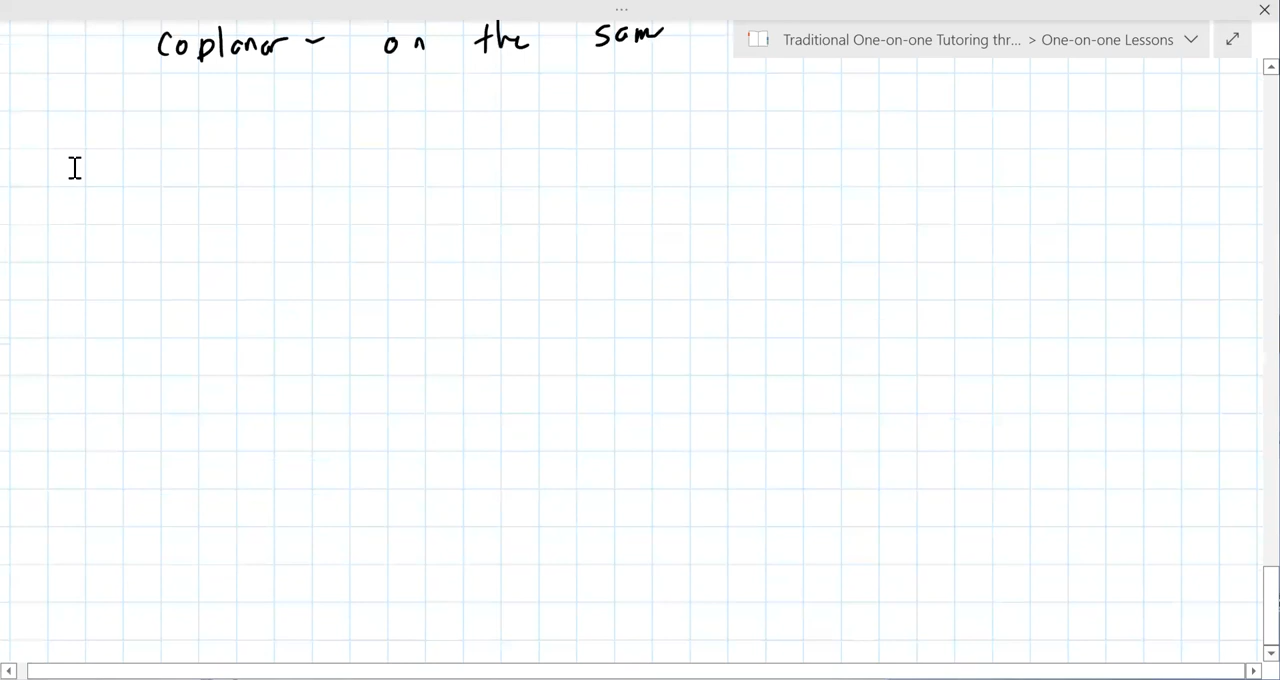 coplanar - on the sam
Traditional One-on-one Tutoring thr... > One-on-one Lessons